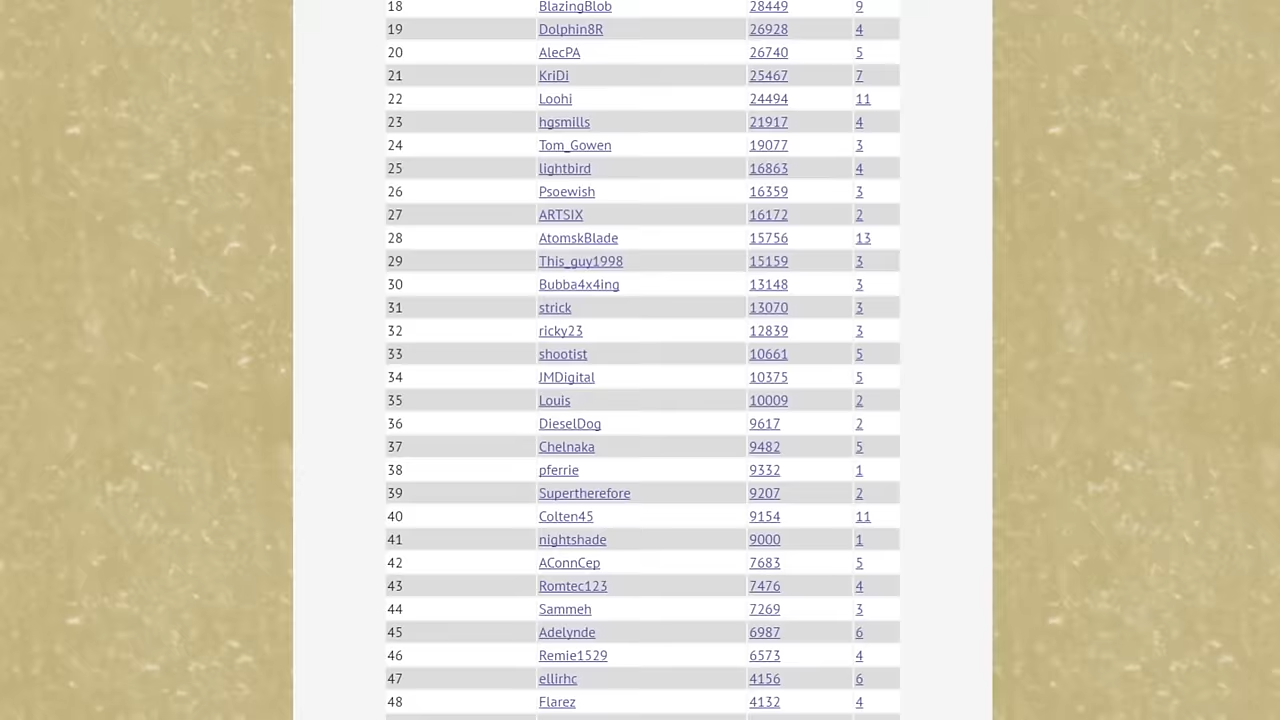 18 BlazingBlob 28449 9
19 Dolphin8R 26928 4
20 AlecPA 26740 5
21 KriDi 25467 7
22 Loohi 24494 11
23 hgsmills 21917 4
24 Tom_Gowen 19077 3
25 lightbird 16863 4
26 Psoewish 16359 3
27 ARTSIX 16172 2
28 AtomskBlade 15756 13
29 This_guy1998 15159 3
30 Bubba4x4ing 13148 3
31 strick 13070 3
32 ricky23 12839 3
33 shootist 10661 5
34 JMDigital 10375 5
35 Louis 10009 2
36 DieselDog 9617 2
37 Chelnaka 9482 5
38 pferrie 9332 1
39 Supertherefore 9207 2
40 Colten45 9154 11
41 nightshade 9000 1
42 AConnCep 7683 5
43 Romtec123 7476 4
44 Sammeh 7269 3
45 Adelynde 6987 6
46 Remie1529 6573 4
47 ellirhc 4156 6
48 Flarez 4132 4